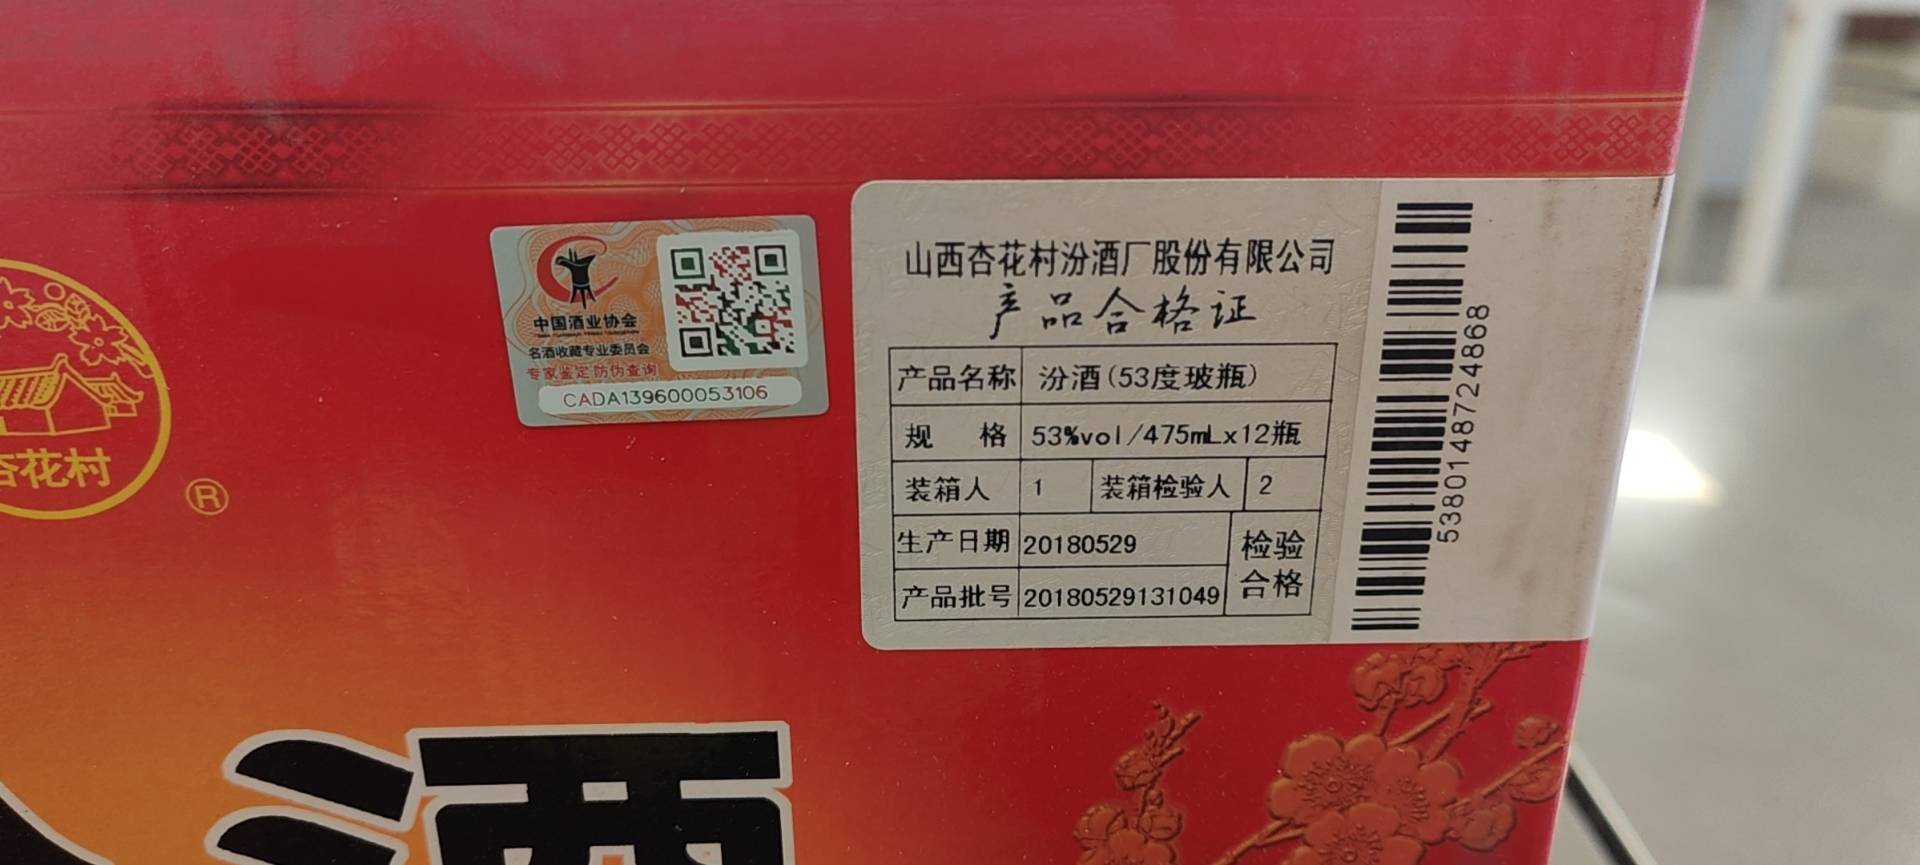 杏花村
®
中国酒业协会
名酒收藏专业委员会
专家鉴定防伪查询
CADA139600053106
山西杏花村汾酒厂股份有限公司
产品合格证
产品名称 汾酒(53度玻瓶)
规 格 53%vol/475mLx12瓶
装箱人 1 装箱检验人 2
生产日期 20180529
检验合格
产品批号 20180529131049
5380148724868
酒